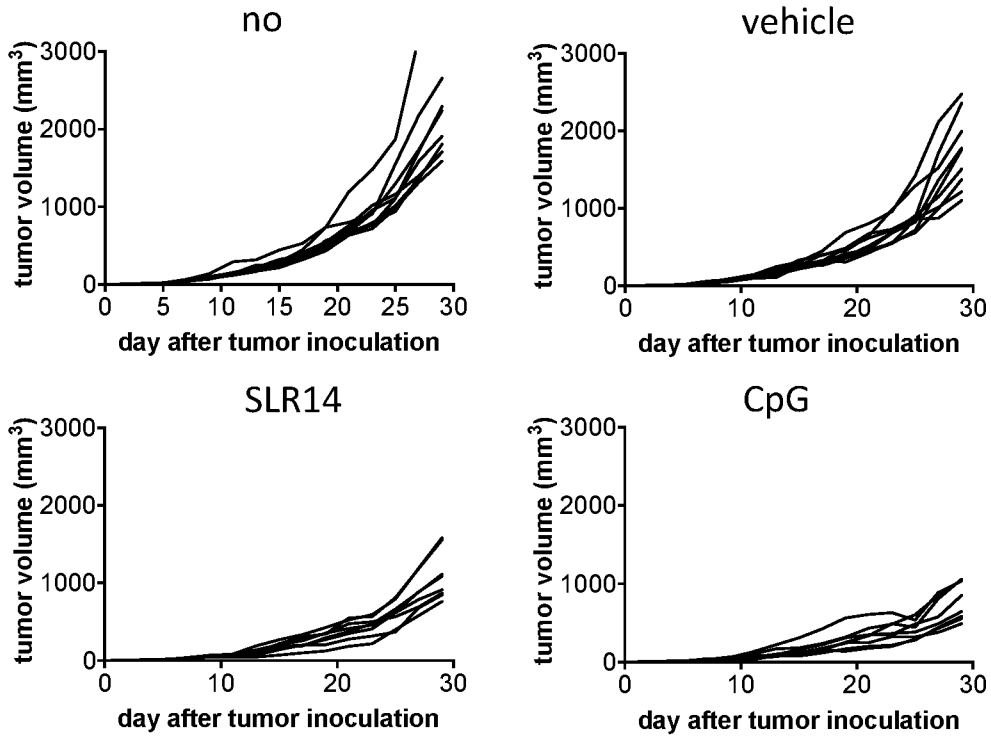 no
vehicle
tumor volume (mm³)
3000
2000
1000
0
0 5 10 15 20 25 30
day after tumor inoculation
tumor volume (mm³)
3000
2000
1000
0
0 10 20 30
day after tumor inoculation
SLR14
CpG
tumor volume (mm³)
3000
2000
1000
0
0 10 20 30
day after tumor inoculation
tumor volume (mm³)
3000
2000
1000
0
0 10 20 30
day after tumor inoculation